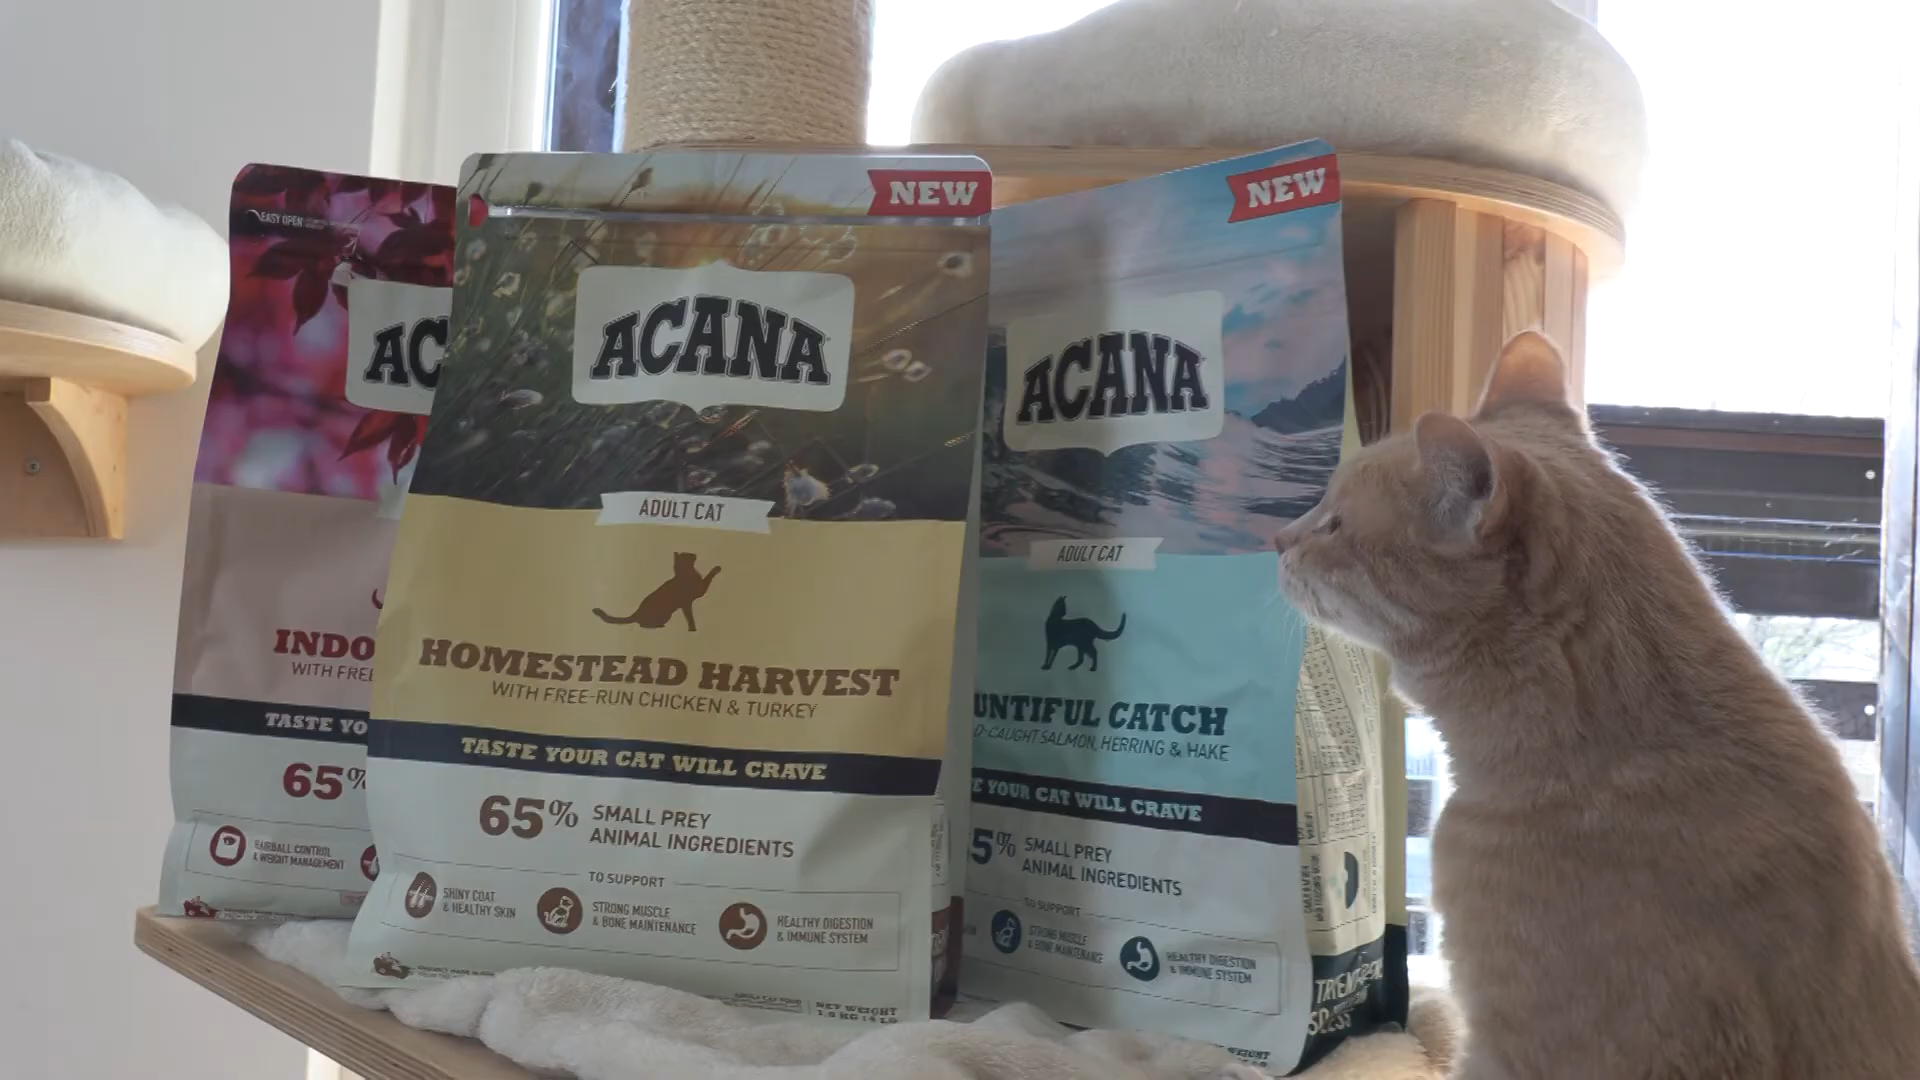 EASY OPEN
AC
INDO
WITH FREE
TASTE YO
65%
HAIRBALL CONTROL
& WEIGHT MANAGEMENT
NEW
ACANA
ADULT CAT
HOMESTEAD HARVEST
WITH FREE-RUN CHICKEN & TURKEY
TASTE YOUR CAT WILL CRAVE
65% SMALL PREY
ANIMAL INGREDIENTS
TO SUPPORT
SHINY COAT
& HEALTHY SKIN
STRONG MUSCLE
& BONE MAINTENANCE
HEALTHY DIGESTION
& IMMUNE SYSTEM
NET WEIGHT
NEW
ACANA
ADULT CAT
UNTIFUL CATCH
D-CAUGHT SALMON, HERRING & HAKE
E YOUR CAT WILL CRAVE
5% SMALL PREY
ANIMAL INGREDIENTS
TO SUPPORT
STRONG MUSCLE
& BONE MAINTENANCE
HEALTHY DIGESTION
& IMMUNE SYSTEM